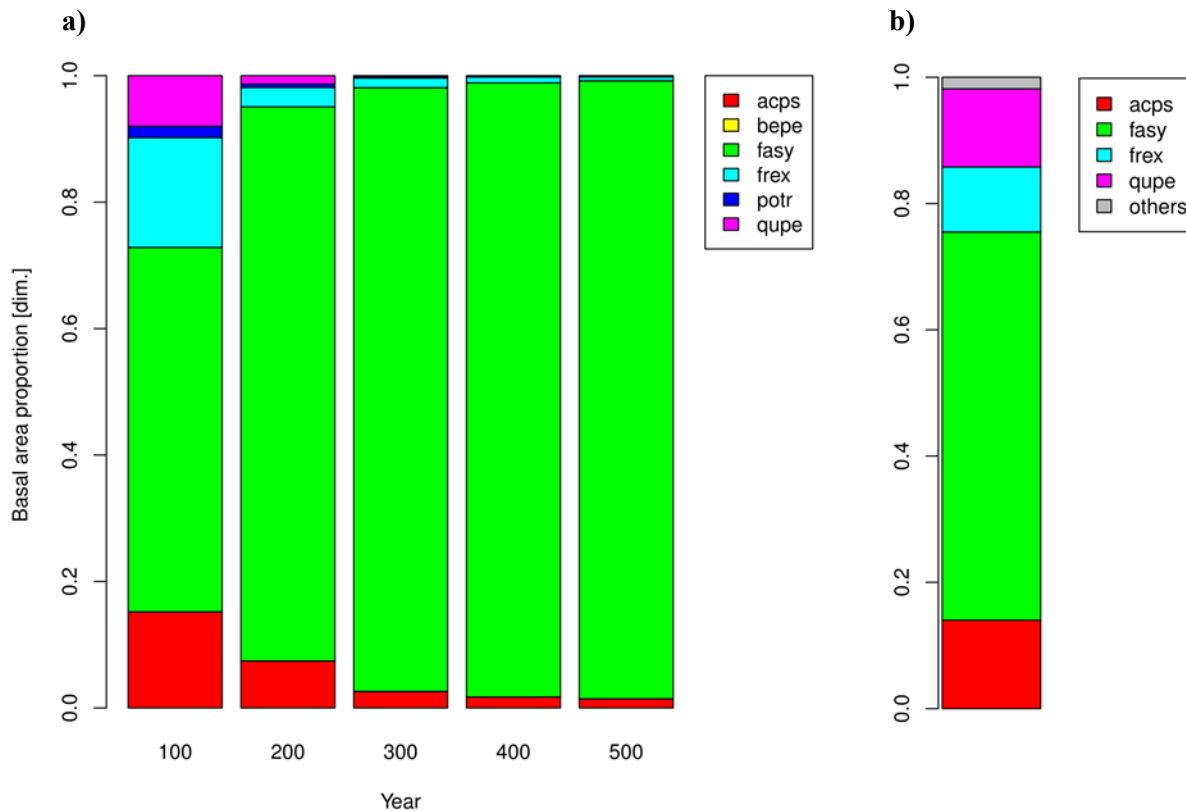 a)
Basal area proportion [dim.]
1.0
0.8
0.6
0.4
0.2
0.0
100 200 300 400 500
Year
acps
bepe
fasy
frex
potr
qupe
b)
1.0
0.8
0.6
0.4
0.2
0.0
acps
fasy
frex
qupe
others